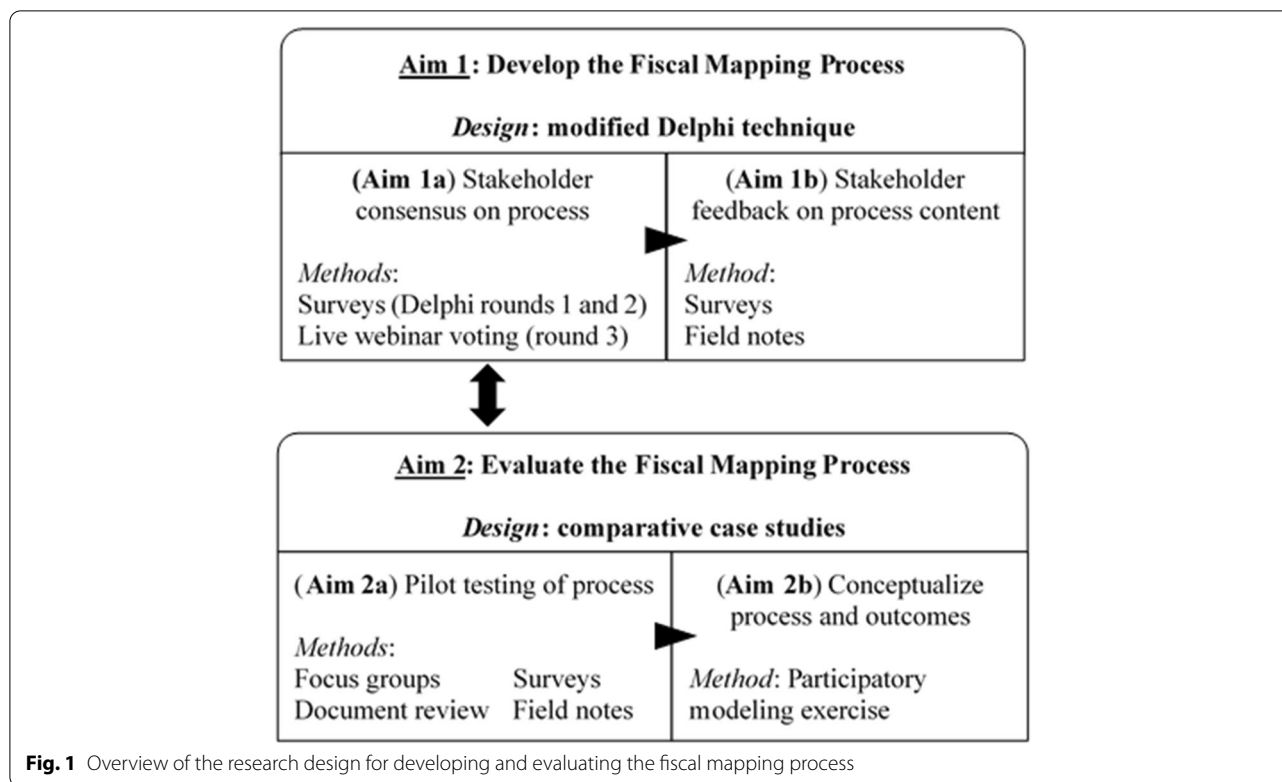 Aim 1: Develop the Fiscal Mapping Process
Design: modified Delphi technique
(Aim 1a) Stakeholder
consensus on process
Methods:
Surveys (Delphi rounds 1 and 2)
Live webinar voting (round 3)
(Aim 1b) Stakeholder
feedback on process content
Method:
Surveys
Field notes
Aim 2: Evaluate the Fiscal Mapping Process
Design: comparative case studies
(Aim 2a) Pilot testing of process
Methods:
Focus groups Surveys
Document review Field notes
(Aim 2b) Conceptualize
process and outcomes
Method: Participatory
modeling exercise
Fig. 1 Overview of the research design for developing and evaluating the fiscal mapping process